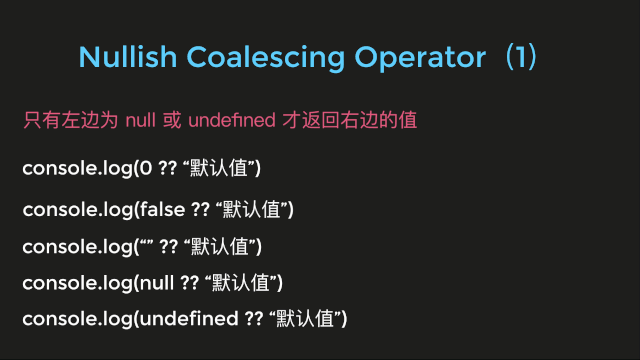 Nullish Coalescing Operator（1）
只有左边为 null 或 undefined 才返回右边的值
console.log(0 ?? “默认值”)
console.log(false ?? “默认值”)
console.log(“” ?? “默认值”)
console.log(null ?? “默认值”)
console.log(undefined ?? “默认值”)